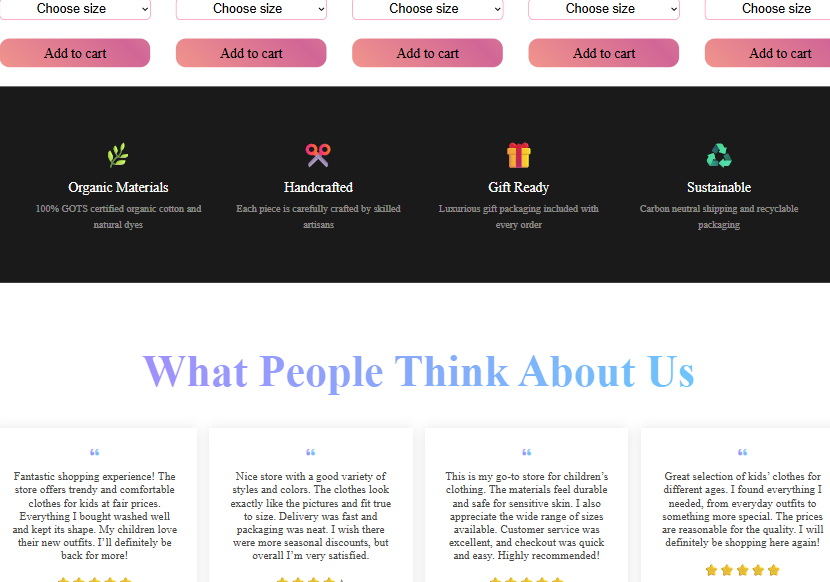 Choose size Choose size Choose size Choose size Choose size
Add to cart Add to cart Add to cart Add to cart Add to cart
Organic Materials
100% GOTS certified organic cotton and
natural dyes
Handcrafted
Each piece is carefully crafted by skilled
artisans
Gift Ready
Luxurious gift packaging included with
every order
Sustainable
Carbon neutral shipping and recyclable
packaging
What People Think About Us
“
Fantastic shopping experience! The
store offers trendy and comfortable
clothes for kids at fair prices.
Everything I bought washed well
and kept its shape. My children love
their new outfits. I’ll definitely be
back for more!
“
Nice store with a good variety of
styles and colors. The clothes look
exactly like the pictures and fit true
to size. Delivery was fast and
packaging was neat. I wish there
were more seasonal discounts, but
overall I’m very satisfied.
“
This is my go-to store for children’s
clothing. The materials feel durable
and safe for sensitive skin. I also
appreciate the wide range of sizes
available. Customer service was
excellent, and checkout was quick
and easy. Highly recommended!
“
Great selection of kids’ clothes for
different ages. I found everything I
needed, from everyday outfits to
something more special. The prices
are reasonable for the quality. I will
definitely be shopping here again!